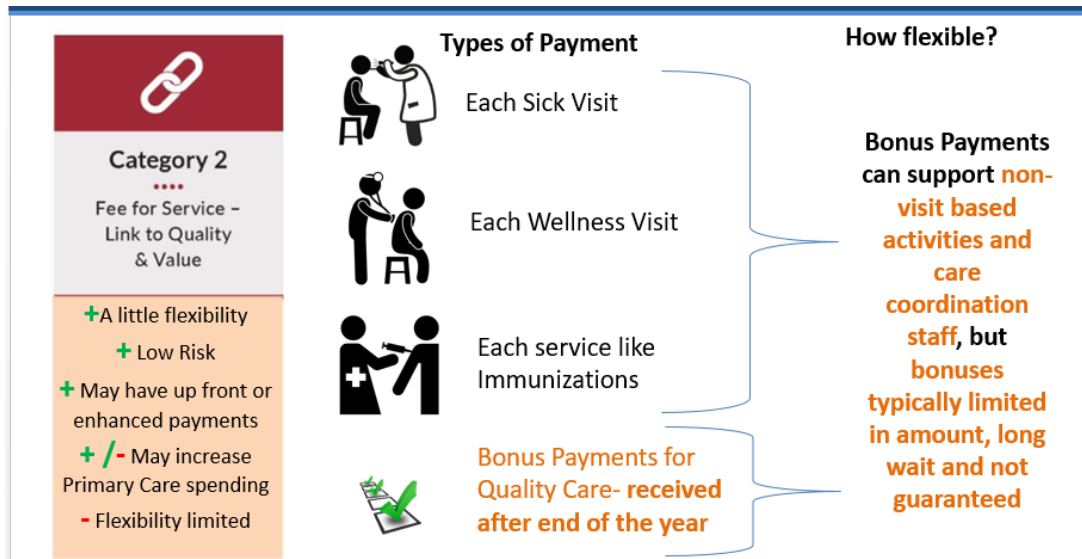 Category 2
Fee for Service –
Link to Quality
& Value
+A little flexibility
+ Low Risk
+ May have up front or
enhanced payments
+ /- May increase
Primary Care spending
- Flexibility limited
Types of Payment
Each Sick Visit
Each Wellness Visit
Each service like
Immunizations
Bonus Payments for
Quality Care- received
after end of the year
How flexible?
Bonus Payments
can support non-
visit based
activities and
care
coordination
staff, but
bonuses
typically limited
in amount, long
wait and not
guaranteed